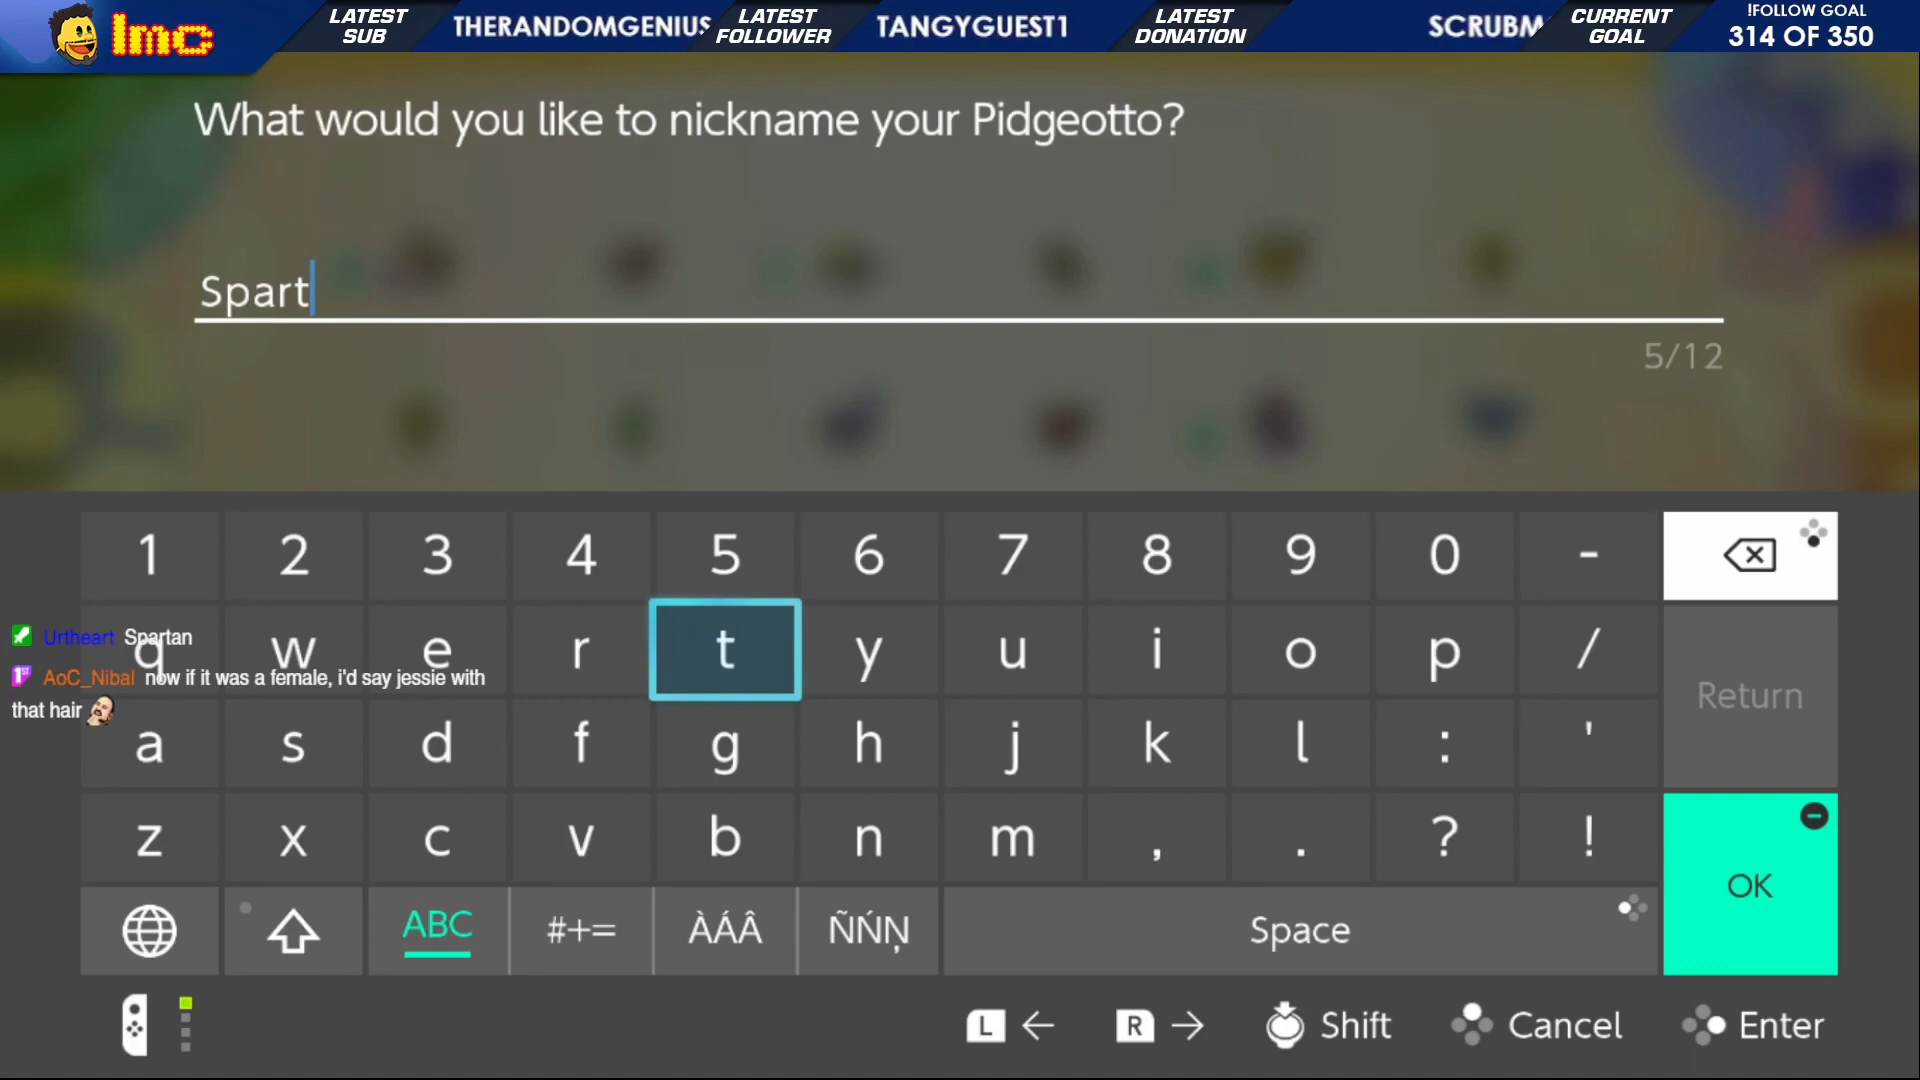 lmc
LATEST SUB
THERANDOMGENIUS
LATEST FOLLOWER
TANGYGUEST1
LATEST DONATION
SCRUBM
CURRENT GOAL
!FOLLOW GOAL
314 OF 350
What would you like to nickname your Pidgeotto?
Spart
5/12
1 2 3 4 5 6 7 8 9 0 -
q w e r t y u i o p /
Return
Urtheart Spartan
AoC_Nibal now if it was a female, i'd say jessie with
that hair
a s d f g h j k l : '
z x c v b n m , . ? !
OK
ABC #+= ÀÁÂ ÑŃŅ Space
L ← R → Shift Cancel Enter